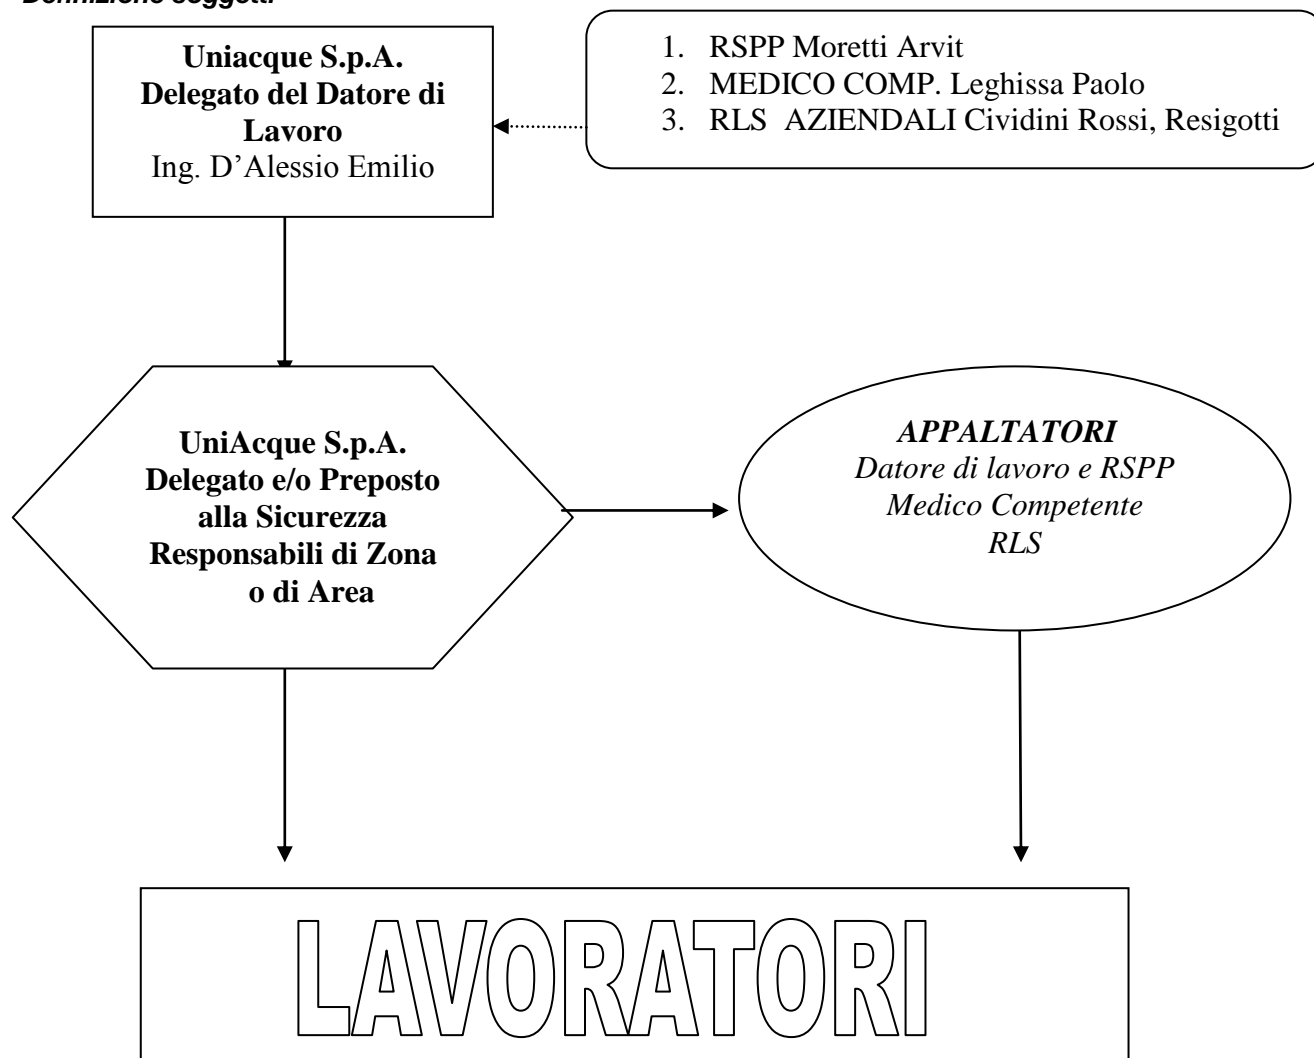 Definizione soggetti
Uniacque S.p.A.
Delegato del Datore di
Lavoro
Ing. D’Alessio Emilio
1. RSPP Moretti Arvit
2. MEDICO COMP. Leghissa Paolo
3. RLS AZIENDALI Cividini Rossi, Resigotti
UniAcque S.p.A.
Delegato e/o Preposto
alla Sicurezza
Responsabili di Zona
o di Area
APPALTATORI
Datore di lavoro e RSPP
Medico Competente
RLS
LAVORATORI